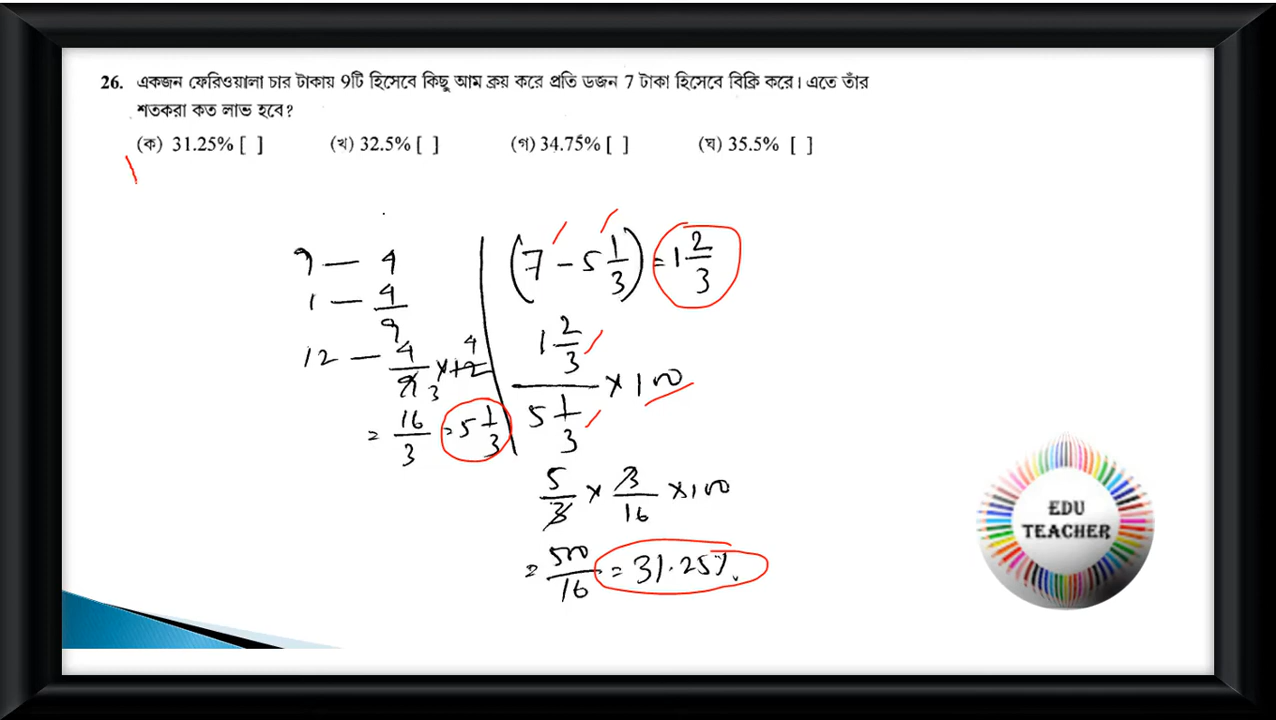 26. একজন ফেরিওয়ালা চার টাকায় 9টি হিসেবে কিছু আম ক্রয় করে প্রতি ডজন 7 টাকা হিসেবে বিক্রি করে। এতে তাঁর
শতকরা কত লাভ হবে?
(ক) 31.25% [ ] (খ) 32.5% [ ] (গ) 34.75% [ ] (ঘ) 35.5% [ ]
9 — 4
1 — 4/9
12 — 4/9 × 12
= 16/3 = 5 1/3
(7 - 5 1/3) = 1 2/3
1 2/3 / 5 1/3 × 100
5/3 × 3/16 × 100
= 500/16 = 31.25%
EDU
TEACHER